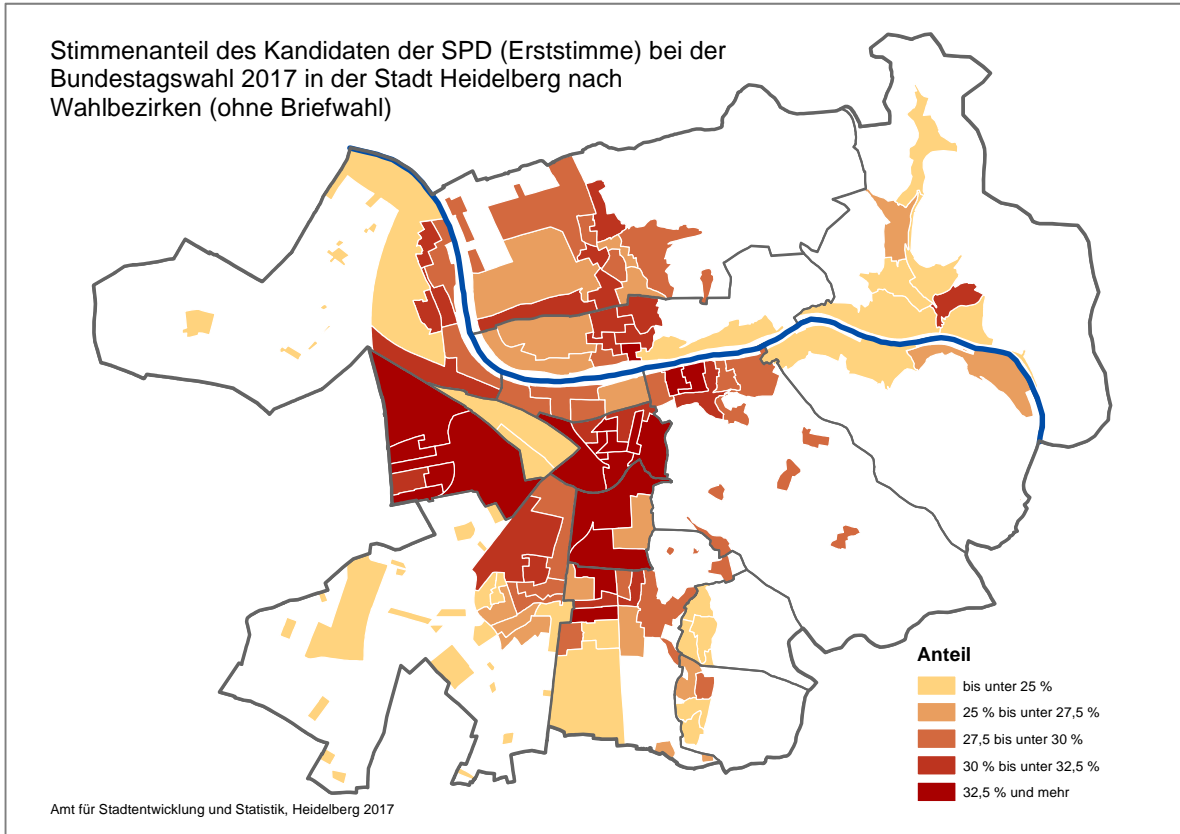 Stimmenanteil des Kandidaten der SPD (Erststimme) bei der
Bundestagswahl 2017 in der Stadt Heidelberg nach
Wahlbezirken (ohne Briefwahl)
Anteil
bis unter 25 %
25 % bis unter 27,5 %
27,5 bis unter 30 %
30 % bis unter 32,5 %
32,5 % und mehr
Amt für Stadtentwicklung und Statistik, Heidelberg 2017